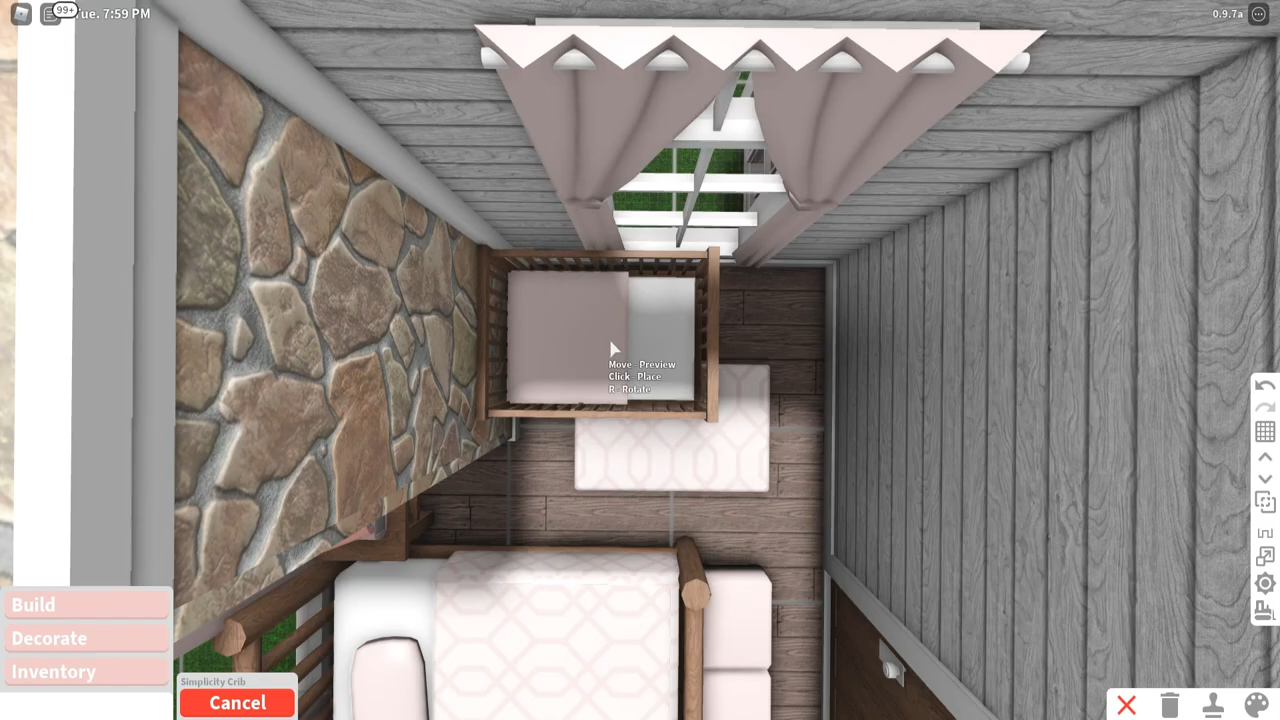 99+
Tue. 7:59 PM
0.9.7a
Move - Preview
Click - Place
R - Rotate
Build
Decorate
Inventory
Simplicity Crib
Cancel